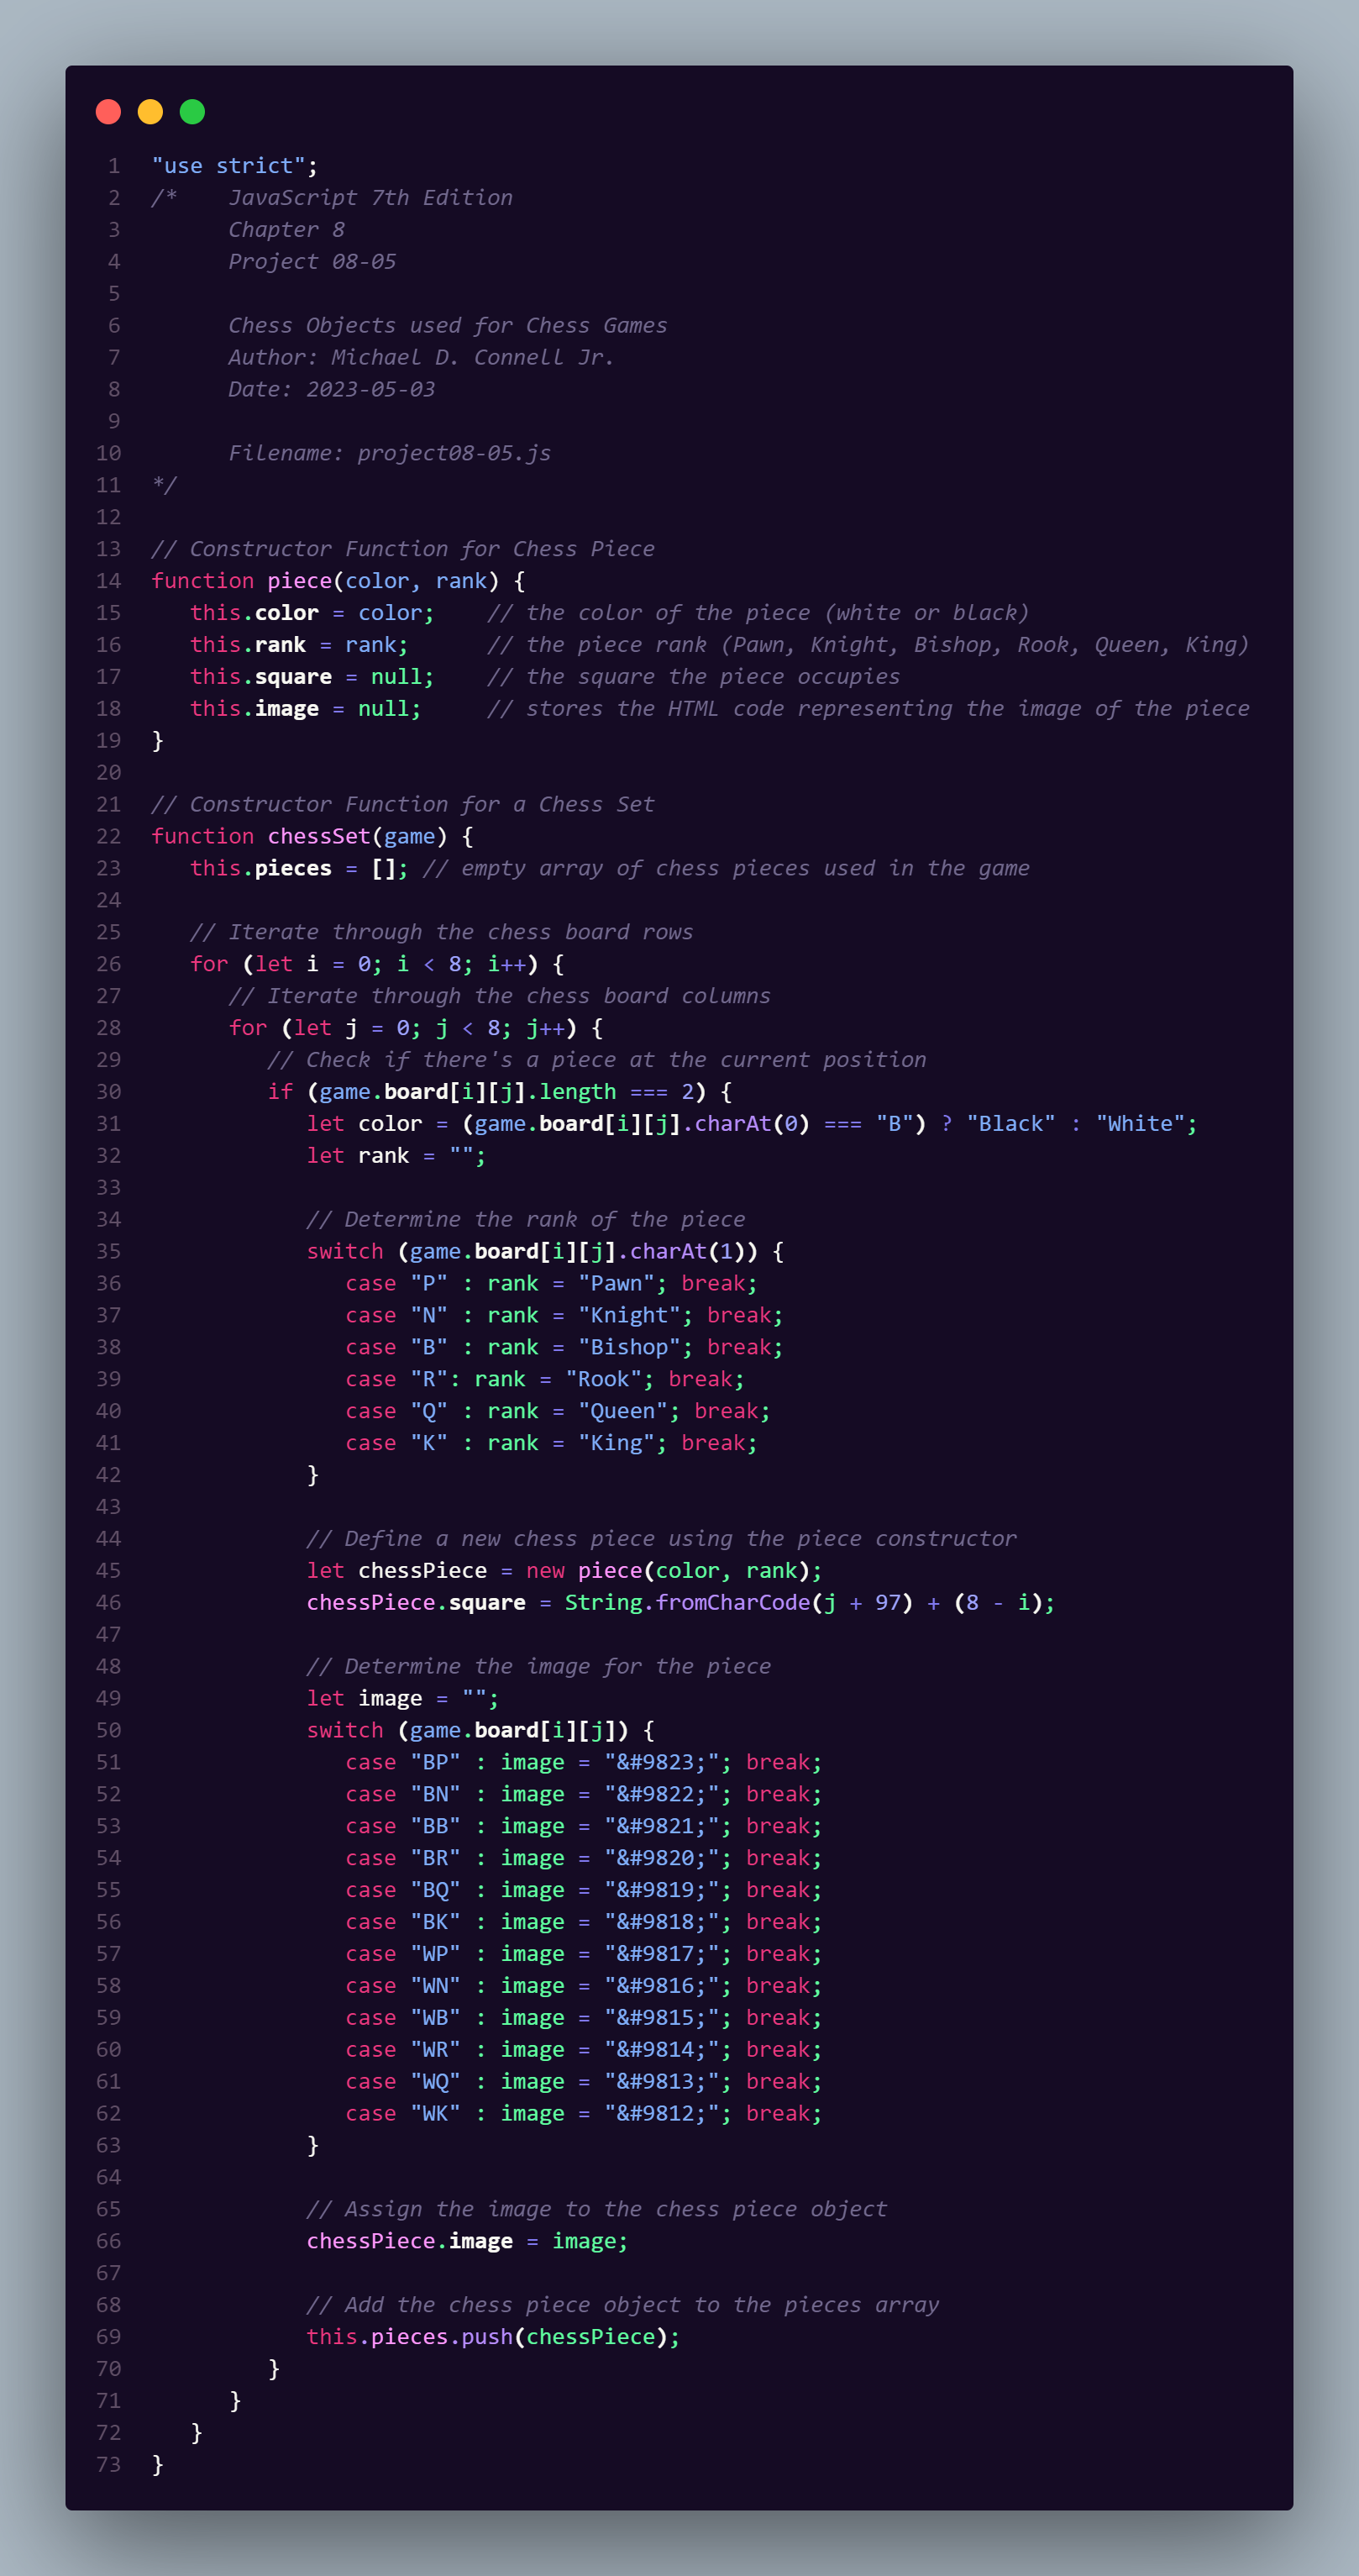 1 "use strict";
2 /*    JavaScript 7th Edition
3       Chapter 8
4       Project 08-05
5
6       Chess Objects used for Chess Games
7       Author: Michael D. Connell Jr.
8       Date: 2023-05-03
9
10       Filename: project08-05.js
11 */
12
13 // Constructor Function for Chess Piece
14 function piece(color, rank) {
15    this.color = color;    // the color of the piece (white or black)
16    this.rank = rank;      // the piece rank (Pawn, Knight, Bishop, Rook, Queen, King)
17    this.square = null;    // the square the piece occupies
18    this.image = null;     // stores the HTML code representing the image of the piece
19 }
20
21 // Constructor Function for a Chess Set
22 function chessSet(game) {
23    this.pieces = []; // empty array of chess pieces used in the game
24
25    // Iterate through the chess board rows
26    for (let i = 0; i < 8; i++) {
27       // Iterate through the chess board columns
28       for (let j = 0; j < 8; j++) {
29          // Check if there's a piece at the current position
30          if (game.board[i][j].length === 2) {
31             let color = (game.board[i][j].charAt(0) === "B") ? "Black" : "White";
32             let rank = "";
33
34             // Determine the rank of the piece
35             switch (game.board[i][j].charAt(1)) {
36                case "P" : rank = "Pawn"; break;
37                case "N" : rank = "Knight"; break;
38                case "B" : rank = "Bishop"; break;
39                case "R": rank = "Rook"; break;
40                case "Q" : rank = "Queen"; break;
41                case "K" : rank = "King"; break;
42             }
43
44             // Define a new chess piece using the piece constructor
45             let chessPiece = new piece(color, rank);
46             chessPiece.square = String.fromCharCode(j + 97) + (8 - i);
47
48             // Determine the image for the piece
49             let image = "";
50             switch (game.board[i][j]) {
51                case "BP" : image = "&#9823;"; break;
52                case "BN" : image = "&#9822;"; break;
53                case "BB" : image = "&#9821;"; break;
54                case "BR" : image = "&#9820;"; break;
55                case "BQ" : image = "&#9819;"; break;
56                case "BK" : image = "&#9818;"; break;
57                case "WP" : image = "&#9817;"; break;
58                case "WN" : image = "&#9816;"; break;
59                case "WB" : image = "&#9815;"; break;
60                case "WR" : image = "&#9814;"; break;
61                case "WQ" : image = "&#9813;"; break;
62                case "WK" : image = "&#9812;"; break;
63             }
64
65             // Assign the image to the chess piece object
66             chessPiece.image = image;
67
68             // Add the chess piece object to the pieces array
69             this.pieces.push(chessPiece);
70          }
71       }
72    }
73 }